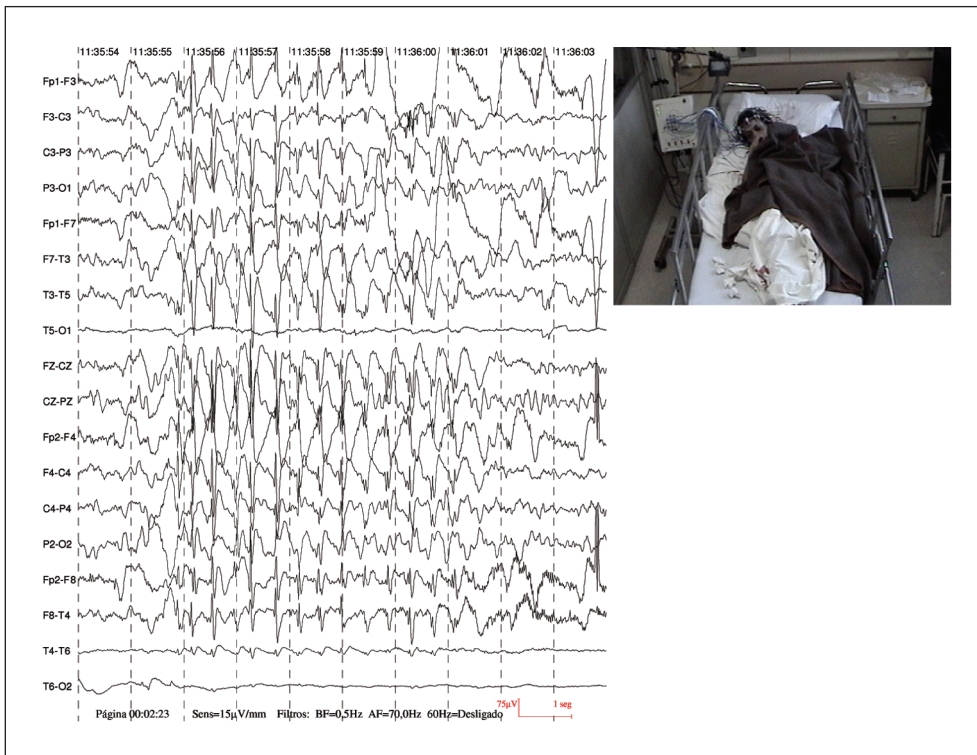 11:35:54 11:35:55 11:35:56 11:35:57 11:35:58 11:35:59 11:36:00 11:36:01 11:36:02 11:36:03
Fp1-F3
F3-C3
C3-P3
P3-O1
Fp1-F7
F7-T3
T3-T5
T5-O1
FZ-CZ
CZ-PZ
Fp2-F4
F4-C4
C4-P4
P2-O2
Fp2-F8
F8-T4
T4-T6
T6-O2
75µV 1 seg
Página 00:02:23 Sens=15µV/mm Filtros: BF=0,5Hz AF=70,0Hz 60Hz=Desligado